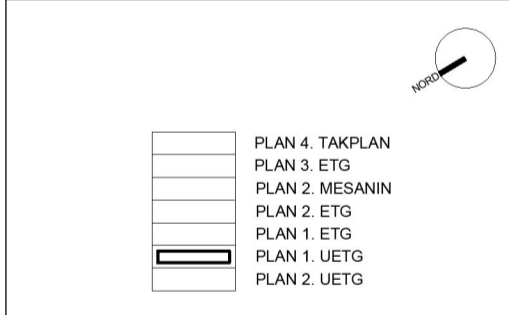 NORD
PLAN 4. TAKPLAN
PLAN 3. ETG
PLAN 2. MESANIN
PLAN 2. ETG
PLAN 1. ETG
PLAN 1. UETG
PLAN 2. UETG